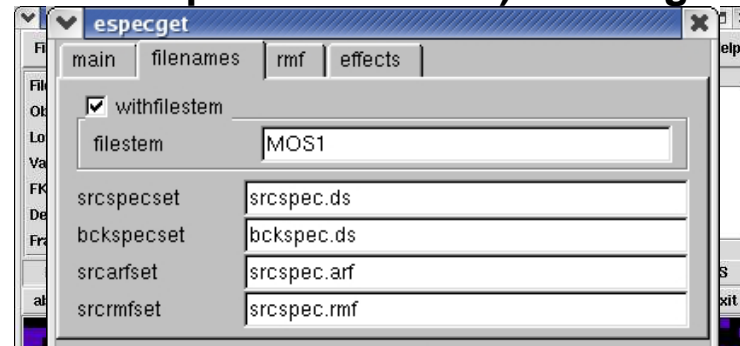 especget
main filenames rmf effects
withfilestem
filestem MOS1
srcspecset srcspec.ds
bckspecset bckspec.ds
srcarfset srcspec.arf
srcrmfset srcspec.rmf